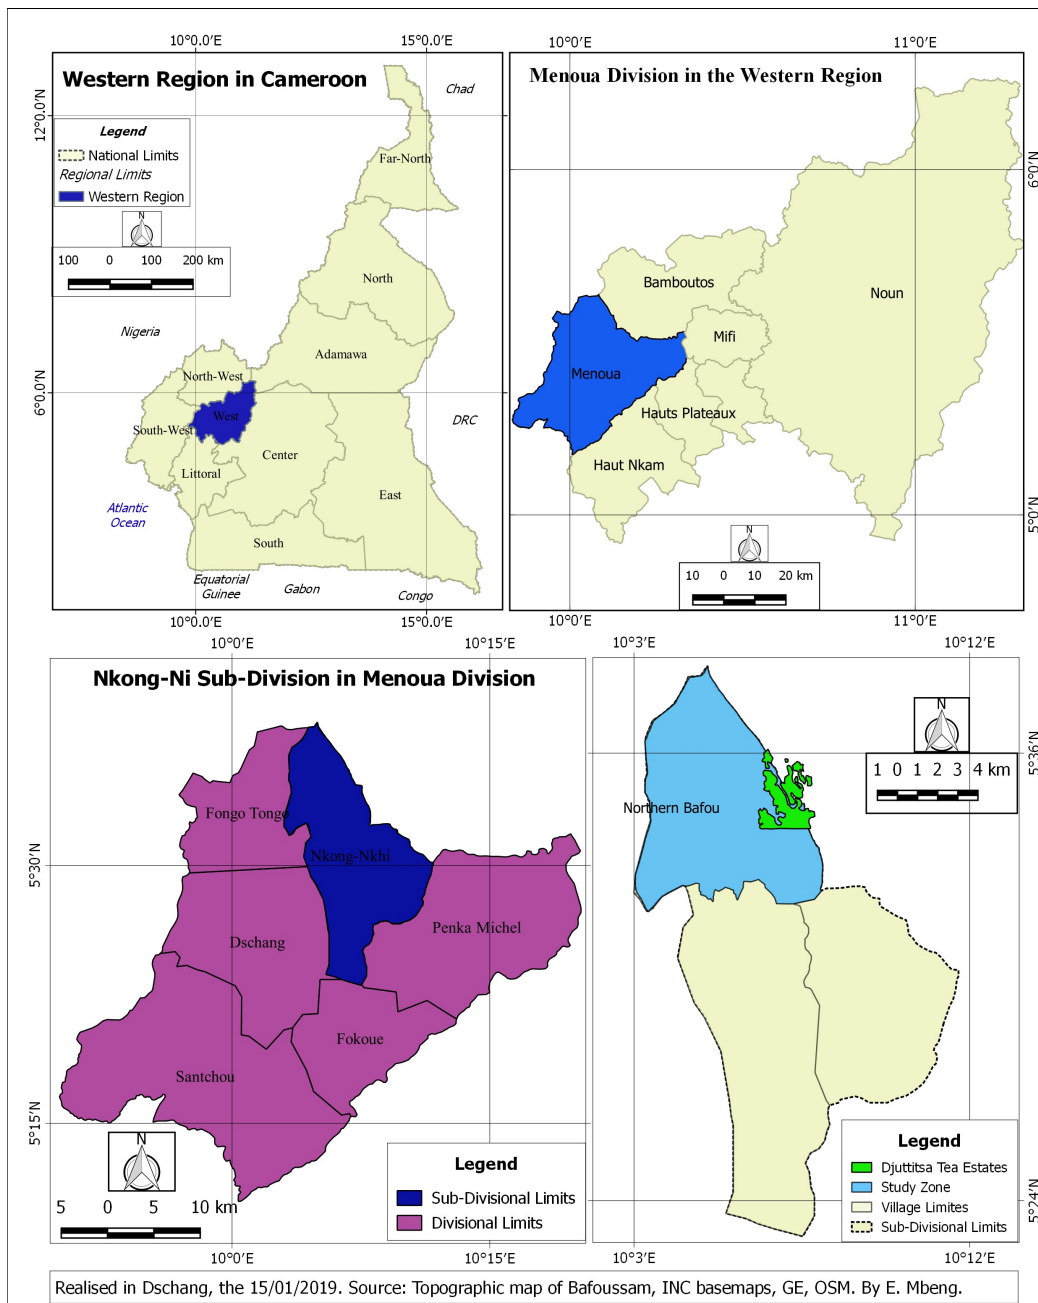 10°0.0'E 15°0.0'E
Western Region in Cameroon
Chad
12°0.0'N
Legend
National Limits
Regional Limits
Western Region
Far-North
N
100 0 100 200 km
North
Nigeria
Adamawa
North-West
6°0.0'N
West
DRC
South-West
Center
Littoral
East
Atlantic
Ocean
South
Equatorial
Guinee
Gabon
Congo
10°0.0'E 15°0.0'E
10°0'E 11°0'E
Menoua Division in the Western Region
6°0'N
Bamboutos
Noun
Mifi
Menoua
Hauts Plateaux
Haut Nkam
5°0'N
N
10 0 10 20 km
10°0'E 11°0'E
10°0'E 10°15'E
Nkong-Ni Sub-Division in Menoua Division
Fongo Tongo
Nkong-Nkhi
5°30'N
Penka Michel
Dschang
Fokoue
Santchou
5°15'N
N
Legend
Sub-Divisional Limits
Divisional Limits
5 0 5 10 km
10°0'E 10°15'E
10°3'E 10°12'E
N
5°36'N
1 0 1 2 3 4 km
Northern Bafou
Legend
Djuttitsa Tea Estates
Study Zone
Village Limites
Sub-Divisional Limits
5°24'N
10°3'E 10°12'E
Realised in Dschang, the 15/01/2019. Source: Topographic map of Bafoussam, INC basemaps, GE, OSM. By E. Mbeng.